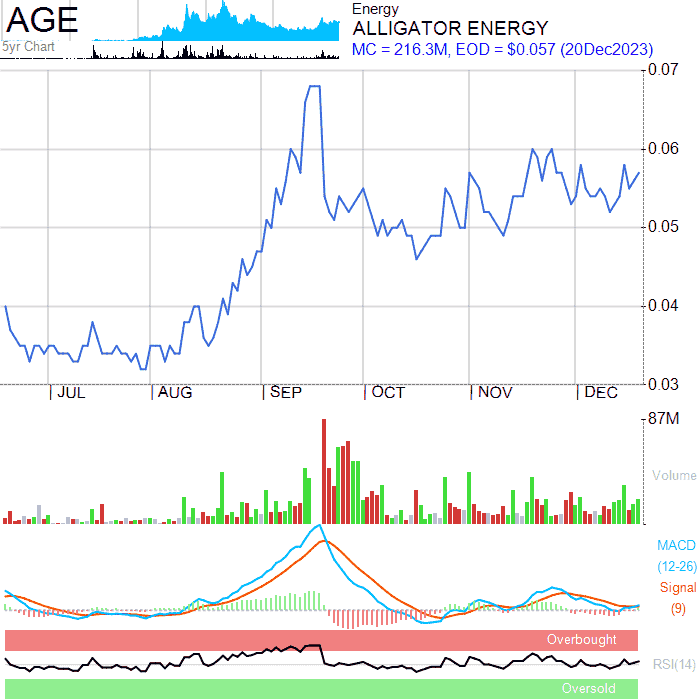 AGE
5yr Chart
Energy
ALLIGATOR ENERGY
MC = 216.3M, EOD = $0.057 (20Dec2023)
0.07
0.06
0.05
0.04
0.03
JUL AUG SEP OCT NOV DEC
87M
Volume
MACD
(12-26)
Signal
(9)
Overbought
RSI(14)
Oversold